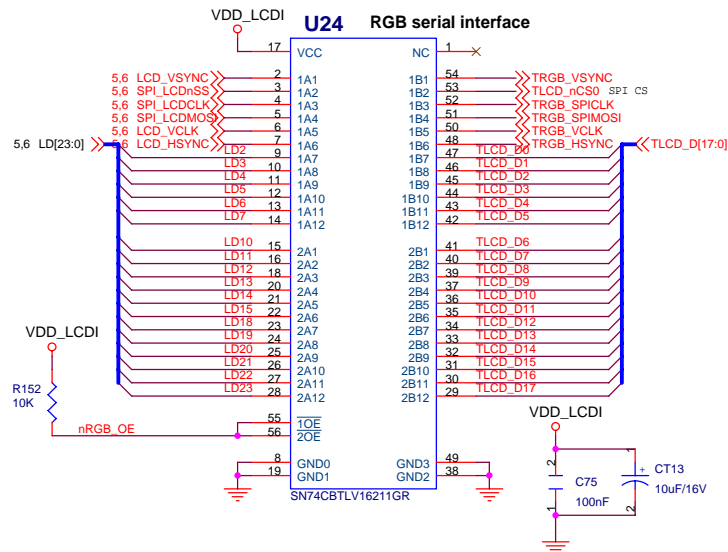 VDD_LCDI U24 RGB serial interface
17 VCC NC 1
5,6 LCD_VSYNC 2 1A1 1B1 54 TRGB_VSYNC
5,6 SPI_LCDnSS 3 1A2 1B2 53 TLCD_nCS0 SPI CS
5,6 SPI_LCDCLK 4 1A3 1B3 52 TRGB_SPICLK
5,6 SPI_LCDMOSI 5 1A4 1B4 51 TRGB_SPIMOSI
5,6 LCD_VCLK 6 1A5 1B5 50 TRGB_VCLK
5,6 LD[23:0] 5,6 LCD_HSYNC 7 1A6 1B6 48 TRGB_HSYNC TLCD_D[17:0]
LD2 9 1A7 1B7 47 TLCD_D0
LD3 10 1A8 1B8 46 TLCD_D1
LD4 11 1A9 1B9 45 TLCD_D2
LD5 12 1A10 1B10 44 TLCD_D3
LD6 13 1A11 1B11 43 TLCD_D4
LD7 14 1A12 1B12 42 TLCD_D5
LD10 15 2A1 2B1 41 TLCD_D6
LD11 16 2A2 2B2 40 TLCD_D7
LD12 18 2A3 2B3 39 TLCD_D8
LD13 20 2A4 2B4 37 TLCD_D9
LD14 21 2A5 2B5 36 TLCD_D10
LD15 22 2A6 2B6 35 TLCD_D11
LD18 23 2A7 2B7 34 TLCD_D12
LD19 24 2A8 2B8 33 TLCD_D13
LD20 25 2A9 2B9 32 TLCD_D14
LD21 26 2A10 2B10 31 TLCD_D15
LD22 27 2A11 2B11 30 TLCD_D16
LD23 28 2A12 2B12 29 TLCD_D17
VDD_LCDI
R152
10K
nRGB_OE
55 1OE
56 2OE
8 GND0 GND3 49
19 GND1 GND2 38
SN74CBTLV16211GR
VDD_LCDI
2 1
C75
100nF
CT13
+
10uF/16V
1 2